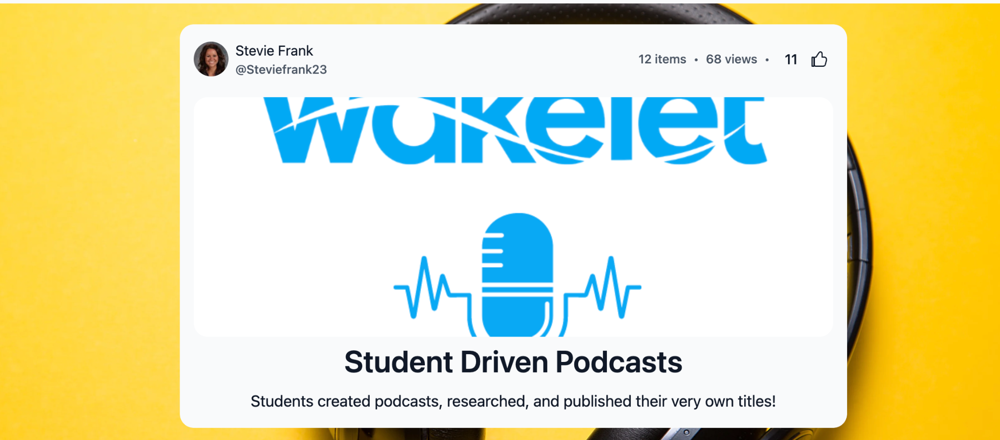 Stevie Frank
@Steviefrank23
12 items • 68 views • 11
wakelet
Student Driven Podcasts
Students created podcasts, researched, and published their very own titles!